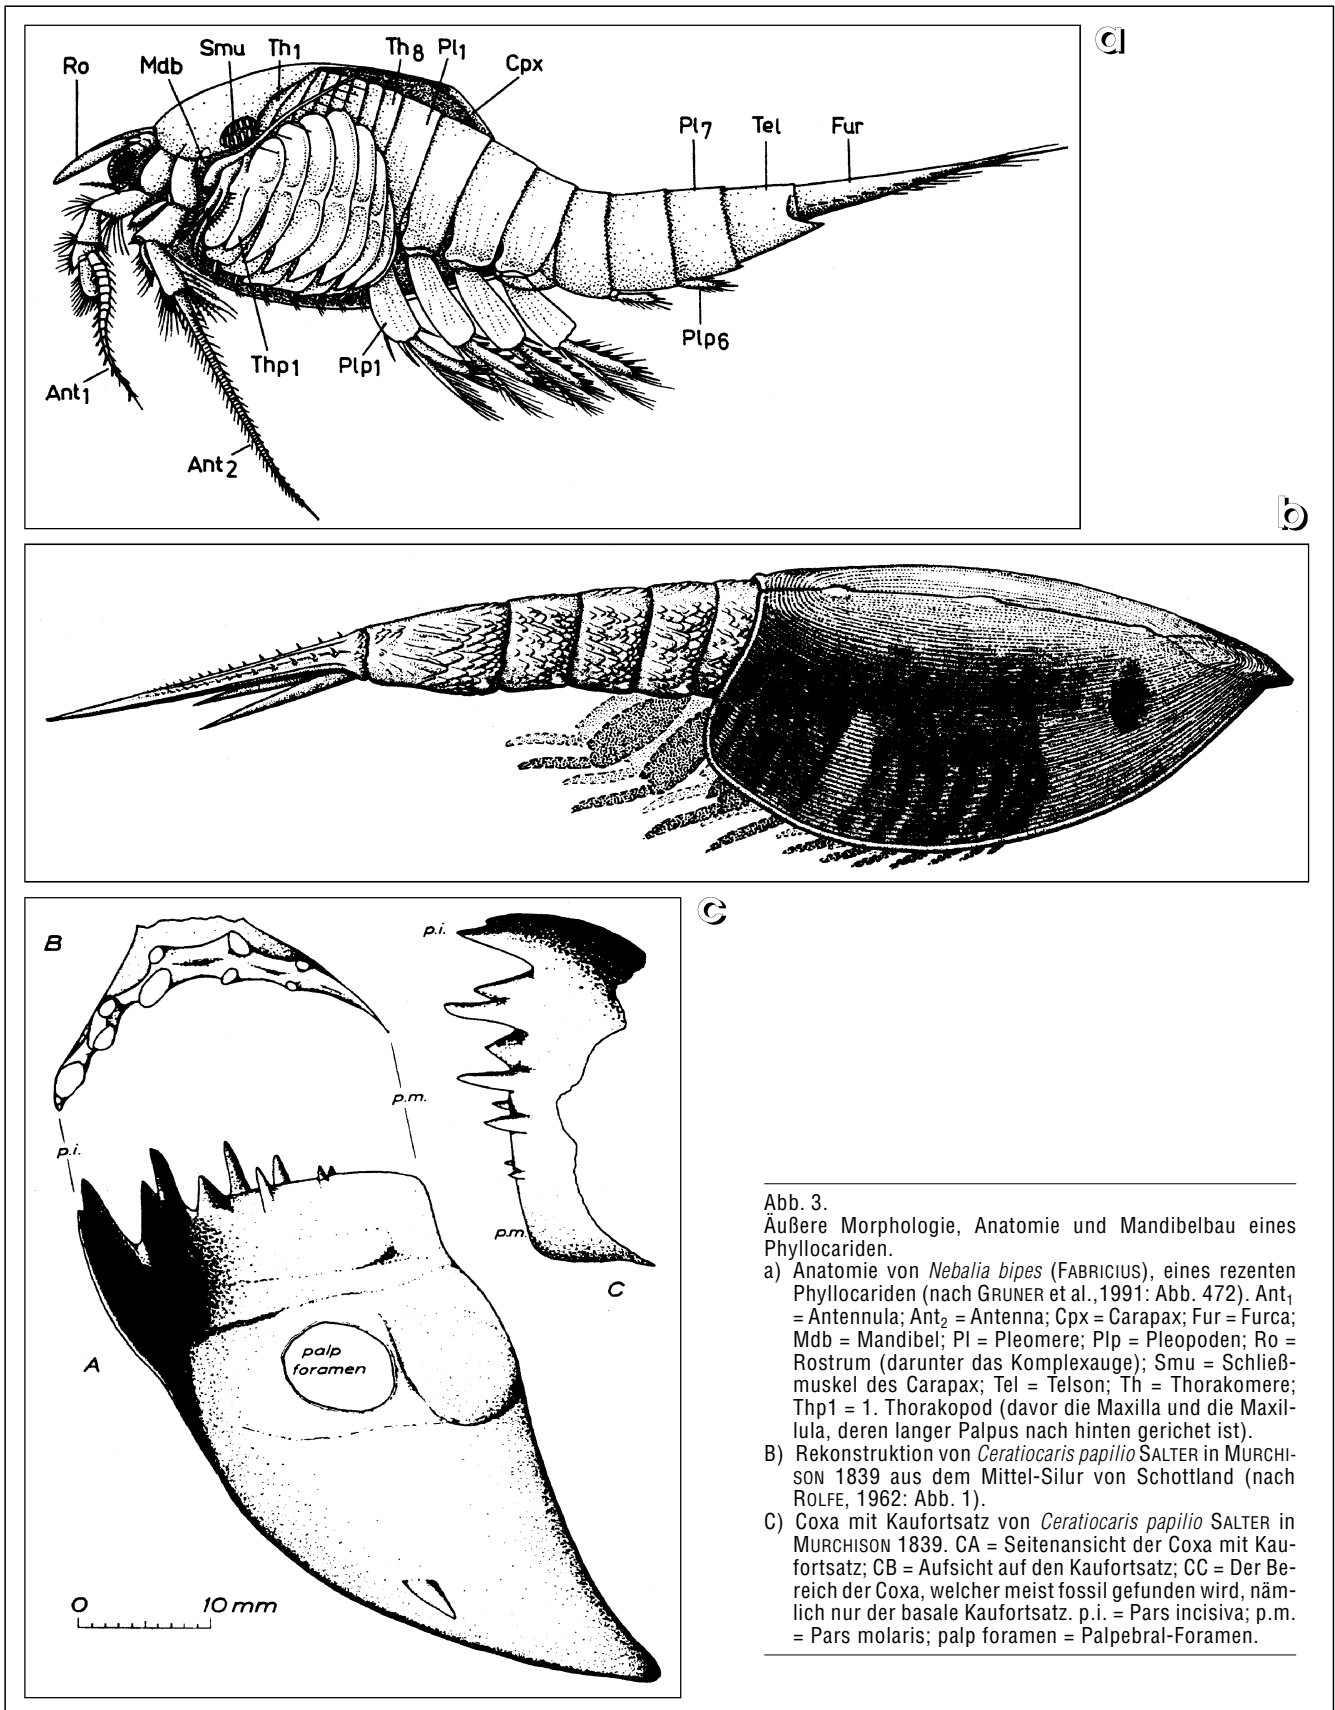 a
Ro
Mdb
Smu
Th1
Th8
Pl1
Cpx
Pl7
Tel
Fur
Thp1
Plp1
Plp6
Ant1
Ant2
b
c
B
p.i.
p.m.
p.i.
p.m.
C
A
palp
foramen
0 10 mm
Abb. 3.
Äußere Morphologie, Anatomie und Mandibelbau eines
Phyllocariden.
a) Anatomie von Nebalia bipes (FABRICIUS), eines rezenten
Phyllocariden (nach GRUNER et al.,1991: Abb. 472). Ant1
= Antennula; Ant2 = Antenna; Cpx = Carapax; Fur = Furca;
Mdb = Mandibel; Pl = Pleomere; Plp = Pleopoden; Ro =
Rostrum (darunter das Komplexauge); Smu = Schließ-
muskel des Carapax; Tel = Telson; Th = Thorakomere;
Thp1 = 1. Thorakopod (davor die Maxilla und die Maxil-
lula, deren langer Palpus nach hinten gerichet ist).
B) Rekonstruktion von Ceratiocaris papilio SALTER in MURCHI-
SON 1839 aus dem Mittel-Silur von Schottland (nach
ROLFE, 1962: Abb. 1).
C) Coxa mit Kaufortsatz von Ceratiocaris papilio SALTER in
MURCHISON 1839. CA = Seitenansicht der Coxa mit Kau-
fortsatz; CB = Aufsicht auf den Kaufortsatz; CC = Der Be-
reich der Coxa, welcher meist fossil gefunden wird, näm-
lich nur der basale Kaufortsatz. p.i. = Pars incisiva; p.m.
= Pars molaris; palp foramen = Palpebral-Foramen.